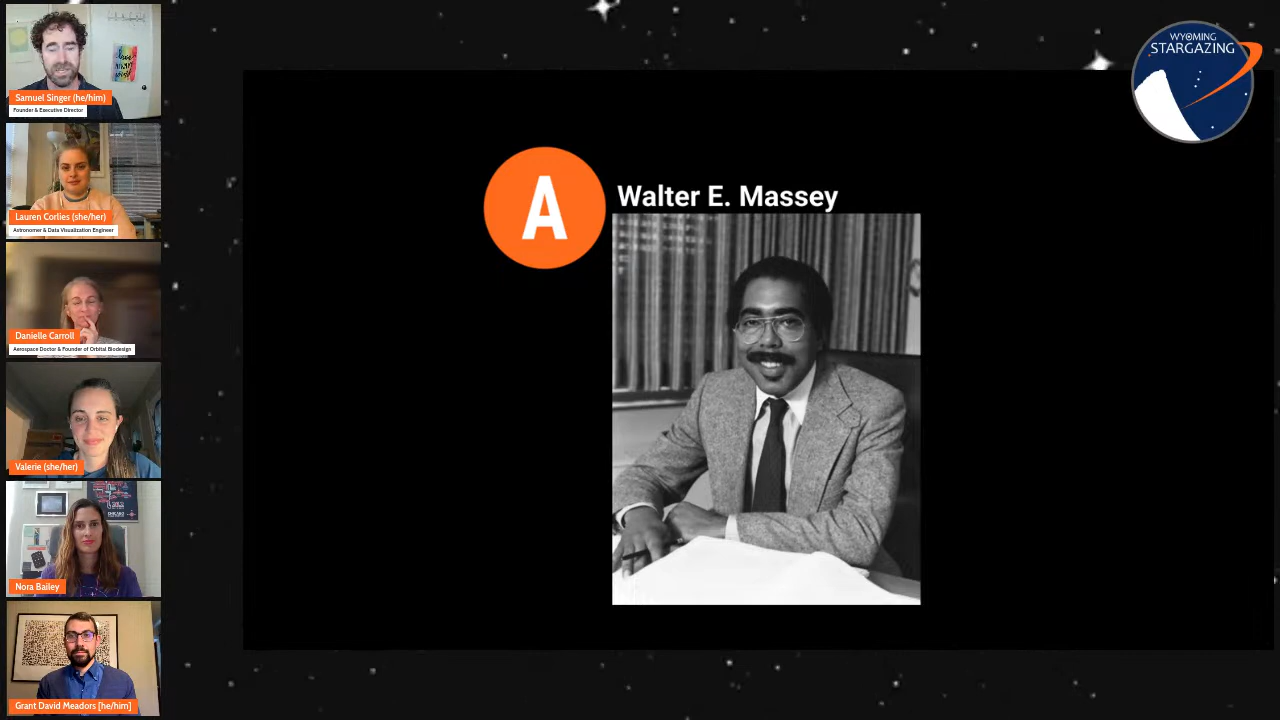 Samuel Singer (he/him)
Founder & Executive Director
Lauren Corlies (she/her)
Astronomer & Data Visualization Engineer
Danielle Carroll
Aerospace Doctor & Founder of Orbital Biodesign
Valerie (she/her)
Nora Bailey
Grant David Meadors [he/him]
A
Walter E. Massey
WYOMING
STARGAZING